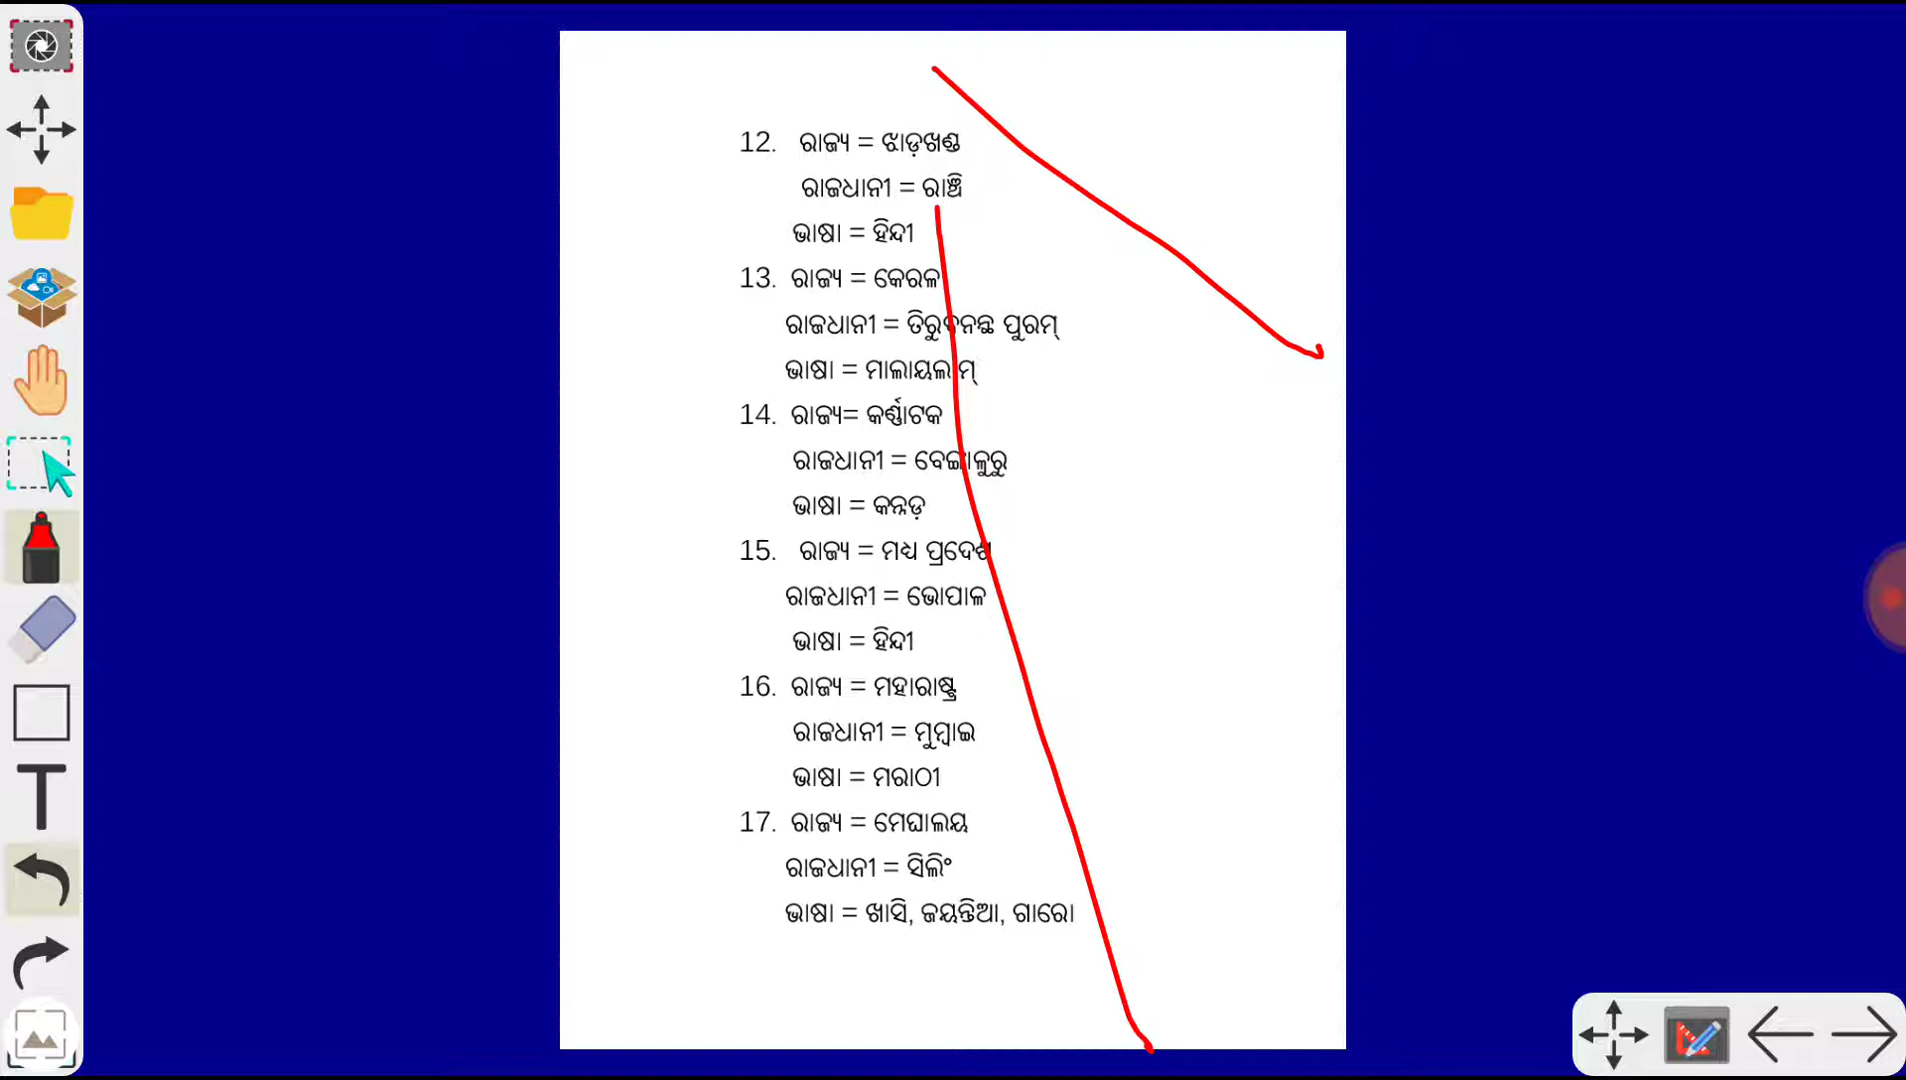 12. ରାଜ୍ୟ = ଝାଡ଼ଖଣ୍ଡ
ରାଜଧାନୀ = ରାଞ୍ଚି
ଭାଷା = ହିନ୍ଦୀ
13. ରାଜ୍ୟ = କେରଳ
ରାଜଧାନୀ = ତିରୁବନନ୍ଛ ପୁରମ୍
ଭାଷା = ମାଲାୟଲାମ୍
14. ରାଜ୍ୟ= କର୍ଣ୍ଣାଟକ
ରାଜଧାନୀ = ବେଙ୍ଗାଳୁରୁ
ଭାଷା = କନ୍ନଡ଼
15. ରାଜ୍ୟ = ମଧ୍ୟ ପ୍ରଦେଶ
ରାଜଧାନୀ = ଭୋପାଳ
ଭାଷା = ହିନ୍ଦୀ
16. ରାଜ୍ୟ = ମହାରାଷ୍ଟ୍ର
ରାଜଧାନୀ = ମୁମ୍ବାଇ
ଭାଷା = ମରାଠୀ
17. ରାଜ୍ୟ = ମେଘାଳୟ
ରାଜଧାନୀ = ସିଲିଂ
ଭାଷା = ଖାସି, ଜୟନ୍ତିଆ, ଗାରୋ
T